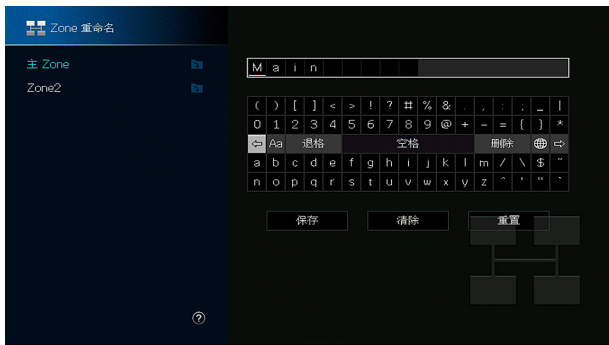 Zone 重命名
主 Zone
Zone2
Main
( ) [ ] < > ! ? # % & . , : ; _ |
0 1 2 3 4 5 6 7 8 9 @ + - = { } *
⇦ Aa 退格 空格 删除 ⇨
a b c d e f g h i j k l m / \ $ ~
n o p q r s t u v w x y z ^ ' " `
保存 清除 重置
?